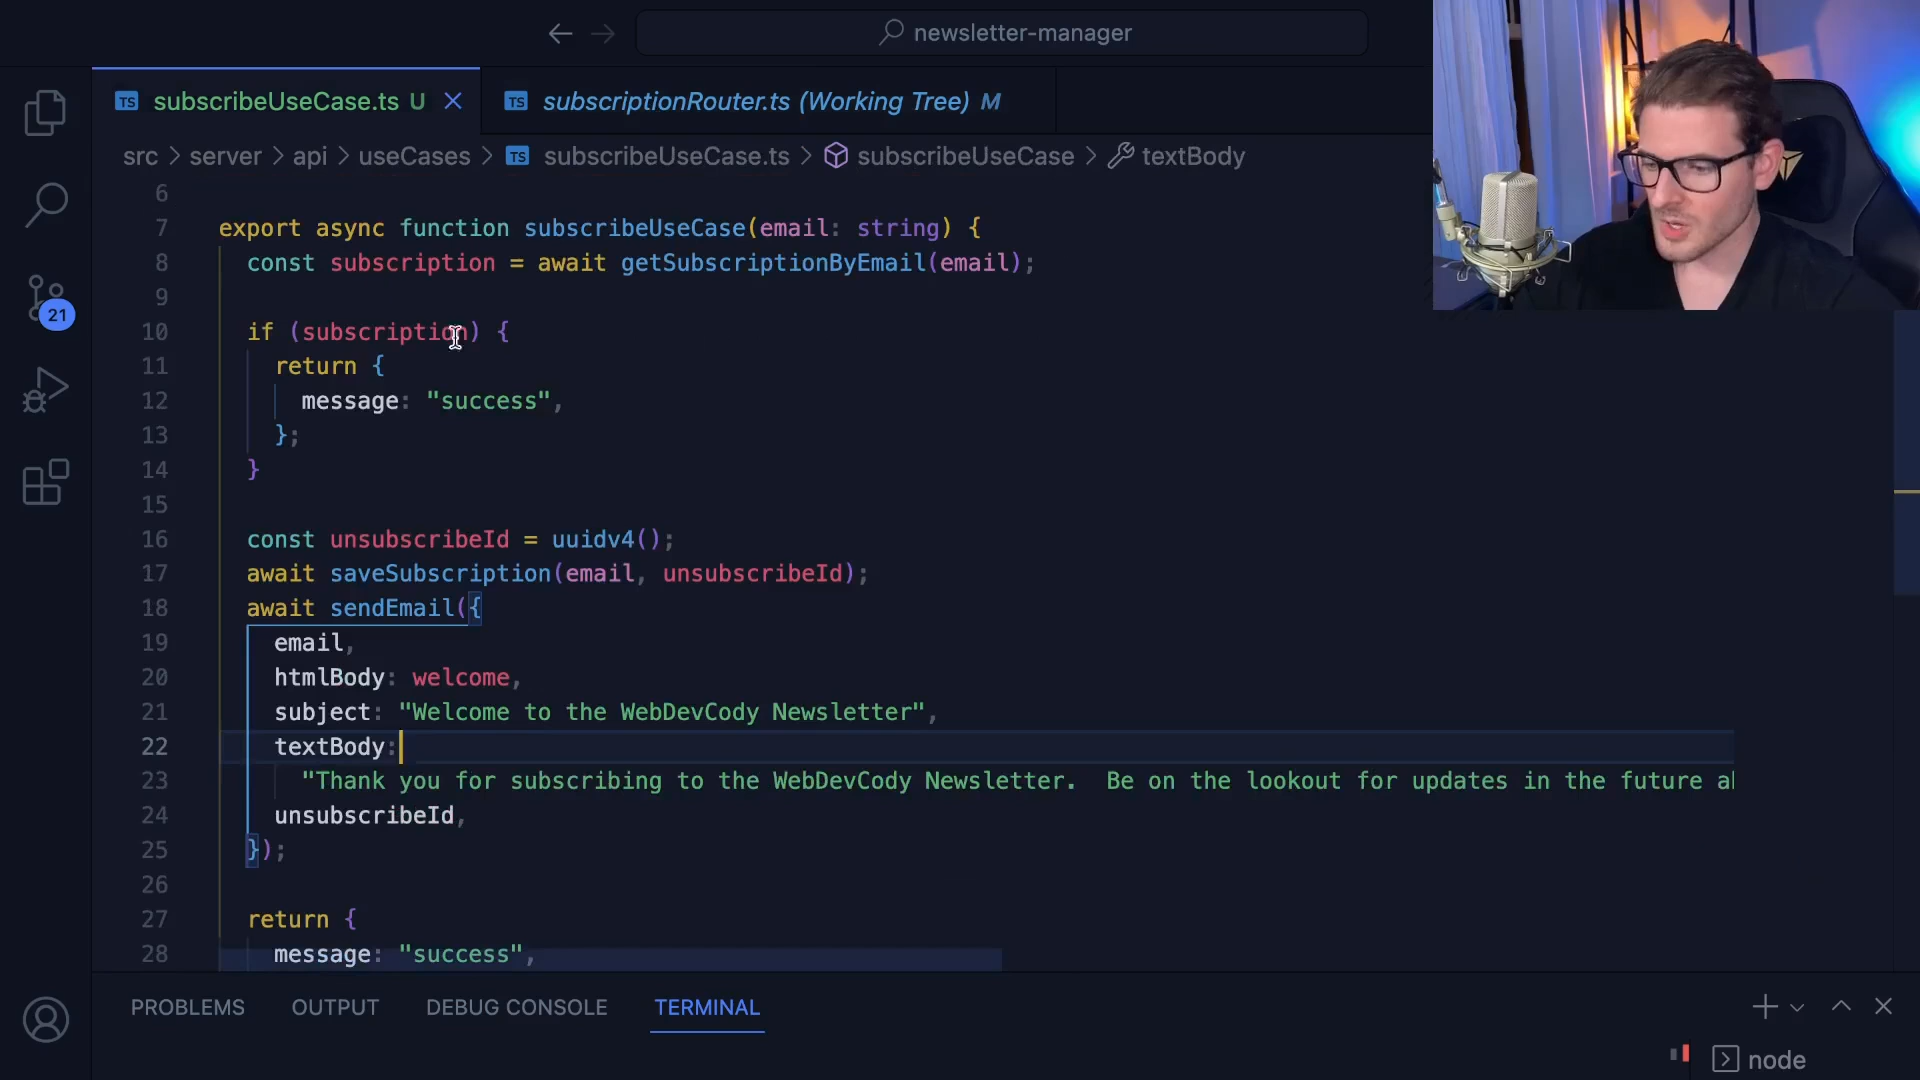 newsletter-manager
TS subscribeUseCase.ts U
TS subscriptionRouter.ts (Working Tree) M
src > server > api > useCases > TS subscribeUseCase.ts > subscribeUseCase > textBody
21
6
7 export async function subscribeUseCase(email: string) {
8 const subscription = await getSubscriptionByEmail(email);
9
10 if (subscription) {
11 return {
12 message: "success",
13 };
14 }
15
16 const unsubscribeId = uuidv4();
17 await saveSubscription(email, unsubscribeId);
18 await sendEmail({
19 email,
20 htmlBody: welcome,
21 subject: "Welcome to the WebDevCody Newsletter",
22 textBody:
23 "Thank you for subscribing to the WebDevCody Newsletter.  Be on the lookout for updates in the future
24 unsubscribeId,
25 });
26
27 return {
28 message: "success",
PROBLEMS OUTPUT DEBUG CONSOLE TERMINAL
node